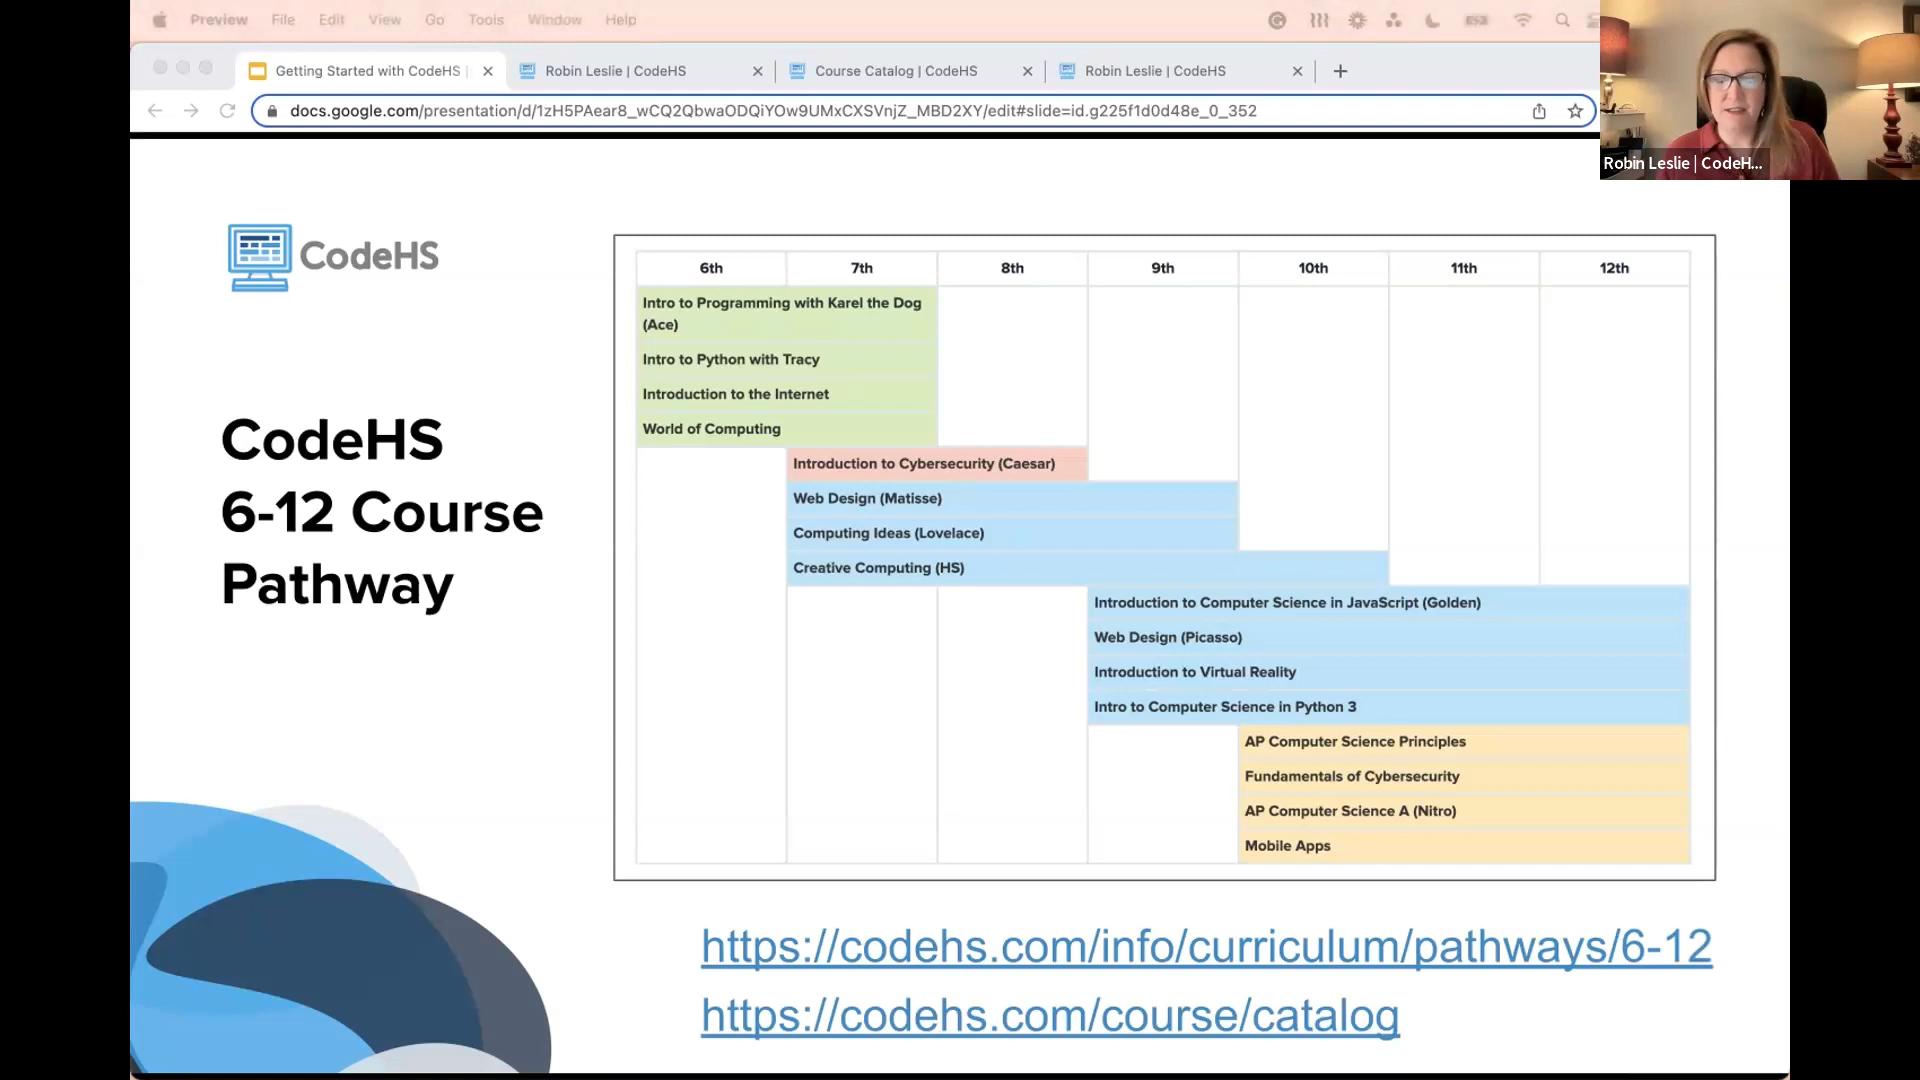 Preview File Edit View Go Tools Window Help
Getting Started with CodeHS |
Robin Leslie | CodeHS
Course Catalog | CodeHS
Robin Leslie | CodeHS
docs.google.com/presentation/d/1zH5PAear8_wCQ2QbwaODQiYOw9UMxCXSVnjZ_MBD2XY/edit#slide=id.g225f1d0d48e_0_352
Robin Leslie | CodeH...
CodeHS
CodeHS
6-12 Course
Pathway
6th 7th 8th 9th 10th 11th 12th
Intro to Programming with Karel the Dog
(Ace)
Intro to Python with Tracy
Introduction to the Internet
World of Computing
Introduction to Cybersecurity (Caesar)
Web Design (Matisse)
Computing Ideas (Lovelace)
Creative Computing (HS)
Introduction to Computer Science in JavaScript (Golden)
Web Design (Picasso)
Introduction to Virtual Reality
Intro to Computer Science in Python 3
AP Computer Science Principles
Fundamentals of Cybersecurity
AP Computer Science A (Nitro)
Mobile Apps
https://codehs.com/info/curriculum/pathways/6-12
https://codehs.com/course/catalog